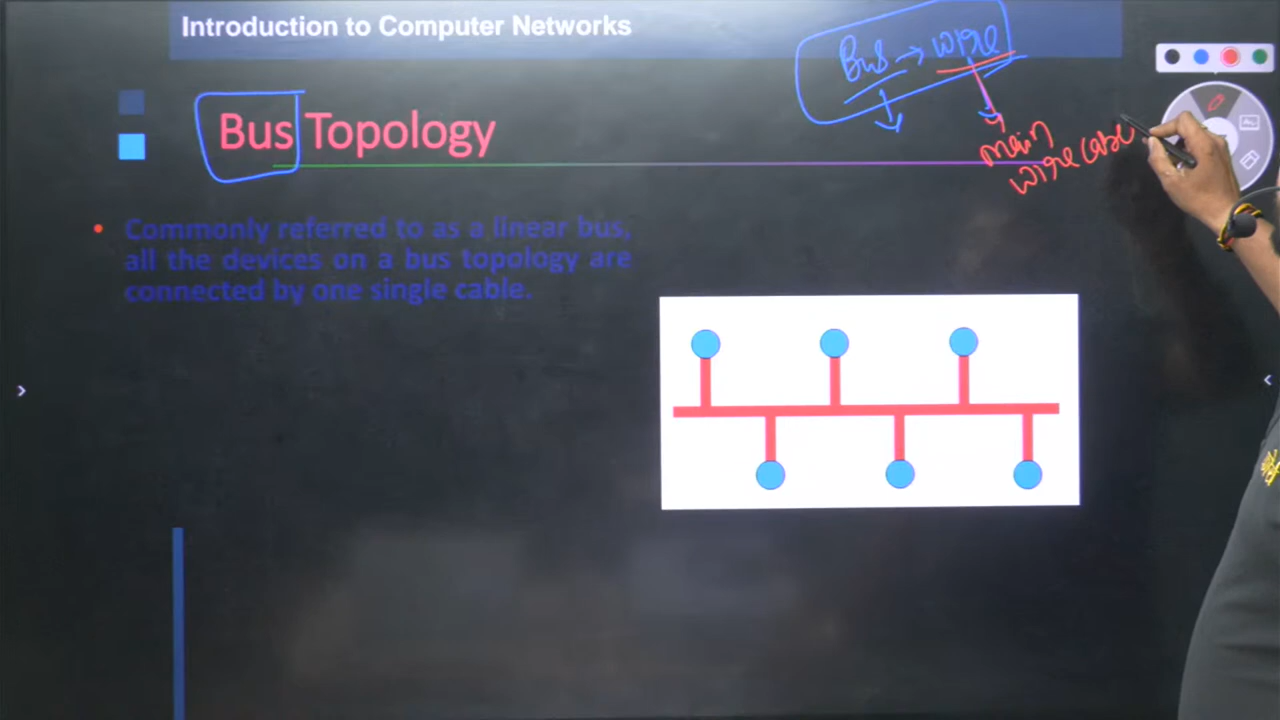 Introduction to Computer Networks
Bus → wire
Bus Topology
main
wire
Commonly referred to as a linear bus,
all the devices on a bus topology are
connected by one single cable.